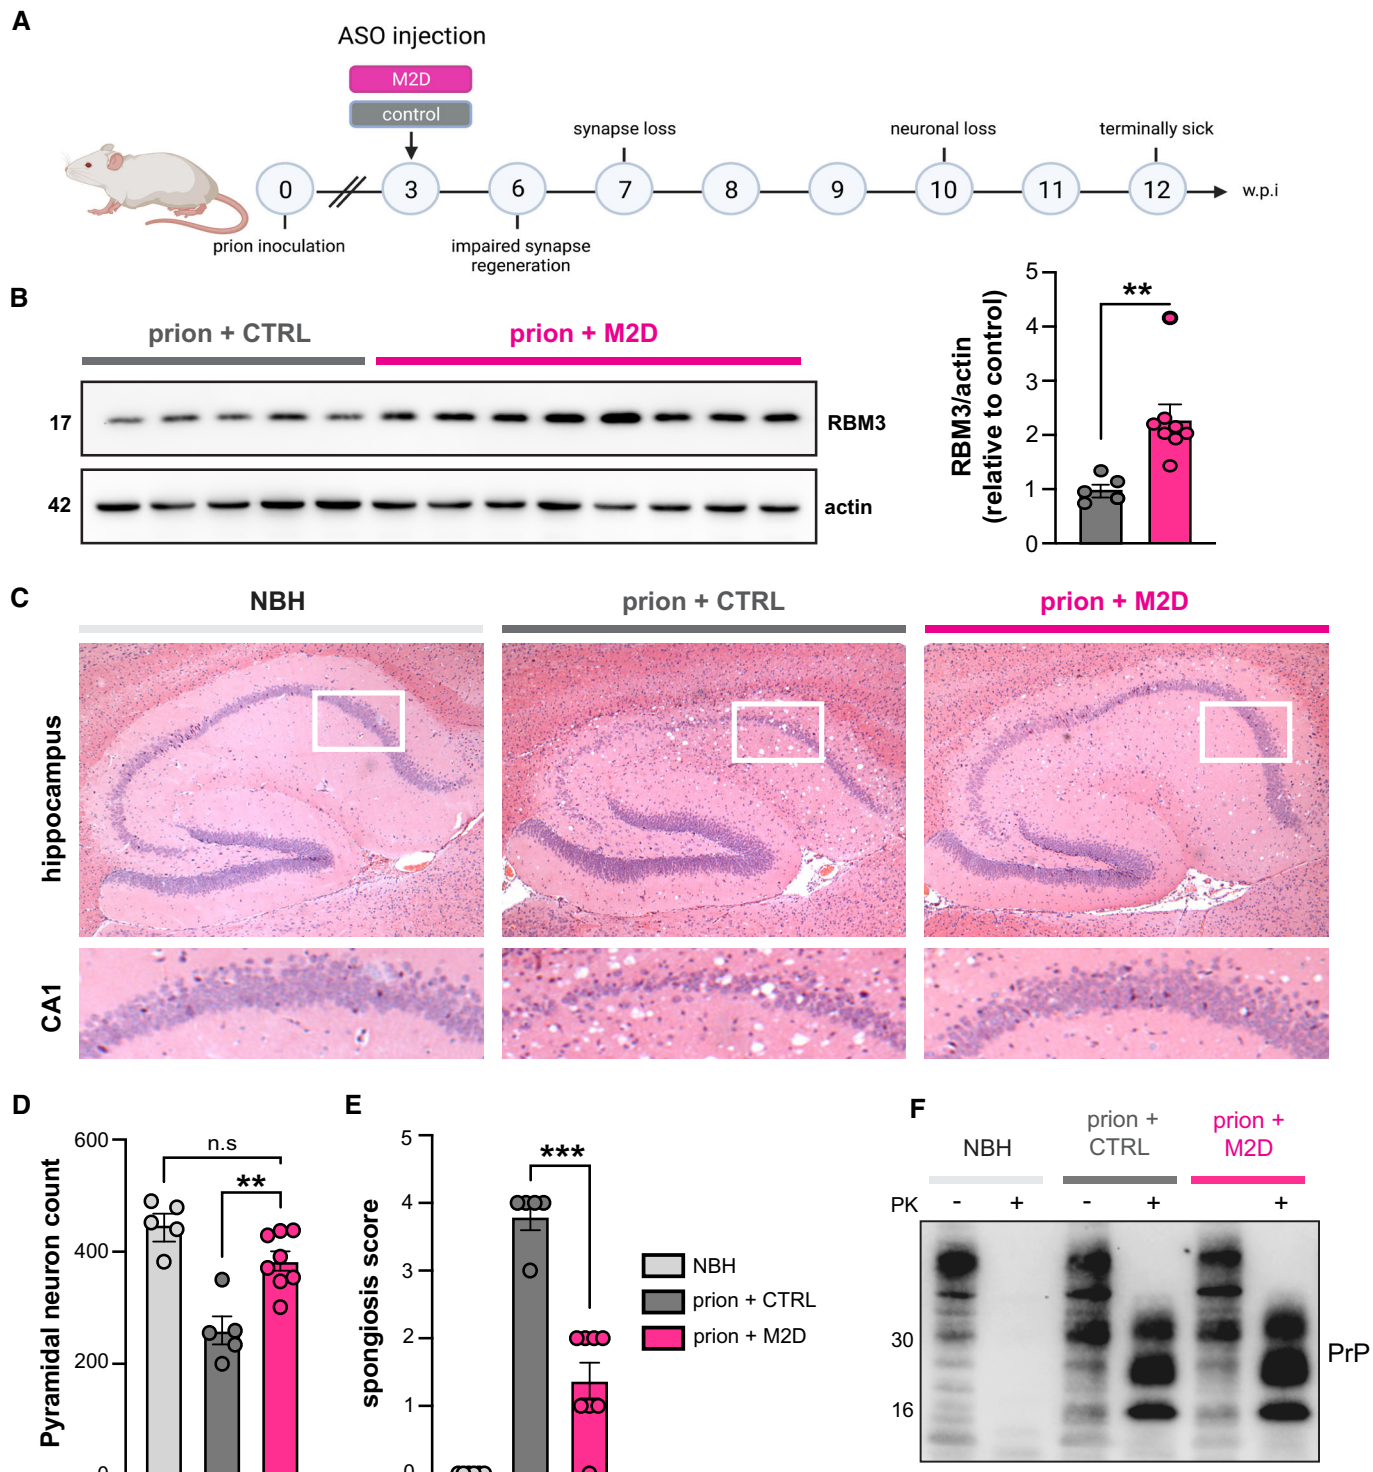 A
ASO injection
M2D
control
synapse loss
neuronal loss
terminally sick
0
3
6
7
8
9
10
11
12
w.p.i
prion inoculation
impaired synapse
regeneration
B
prion + CTRL
prion + M2D
17
RBM3
42
actin
RBM3/actin
(relative to control)
5
4
3
2
1
0
**
C
NBH
prion + CTRL
prion + M2D
hippocampus
CA1
D
Pyramidal neuron count
600
400
200
0
n.s
**
E
spongiosis score
5
4
3
2
1
0
***
NBH
prion + CTRL
prion + M2D
F
NBH
prion +
CTRL
prion +
M2D
PK
-
+
-
+
-
+
30
16
PrP